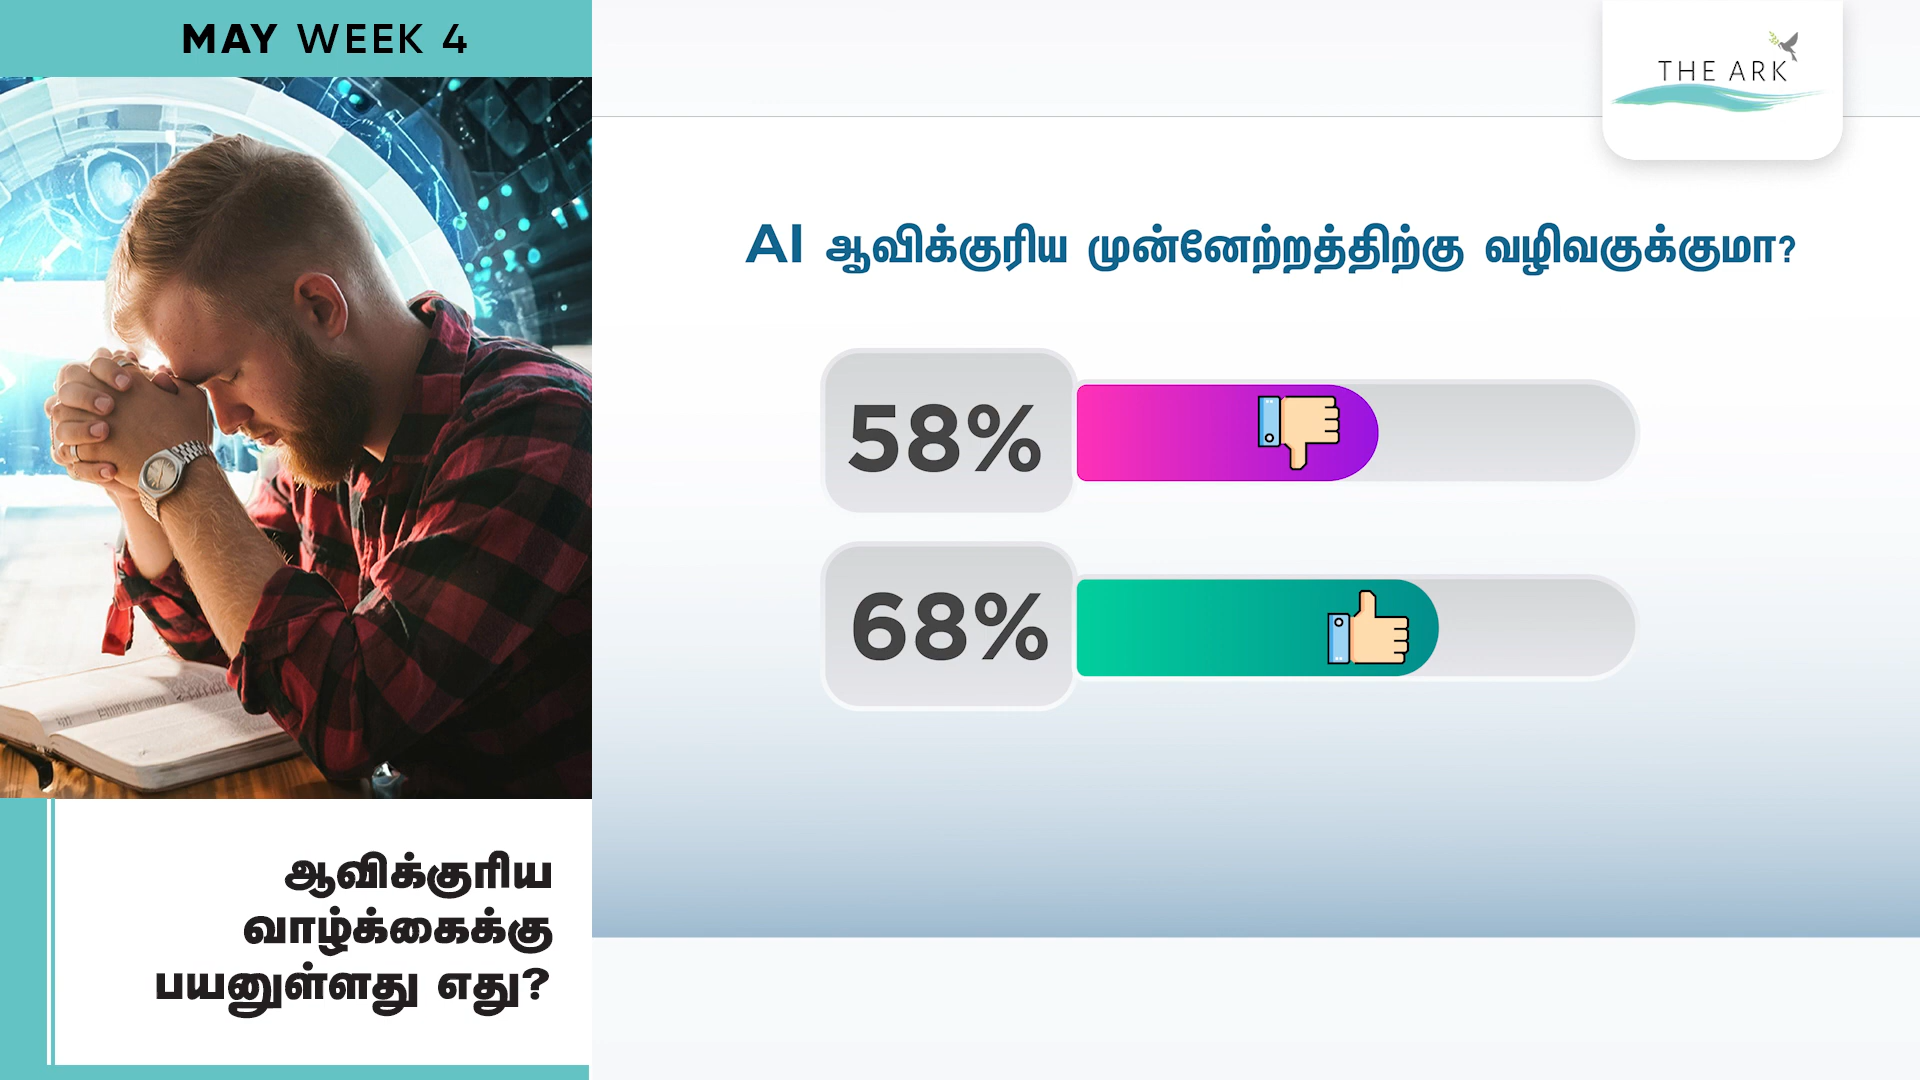 MAY WEEK 4
THE ARK
AI ஆவிக்குரிய முன்னேற்றத்திற்கு வழிவகுக்குமா?
58%
68%
ஆவிக்குரிய
வாழ்க்கைக்கு
பயனுள்ளது எது?